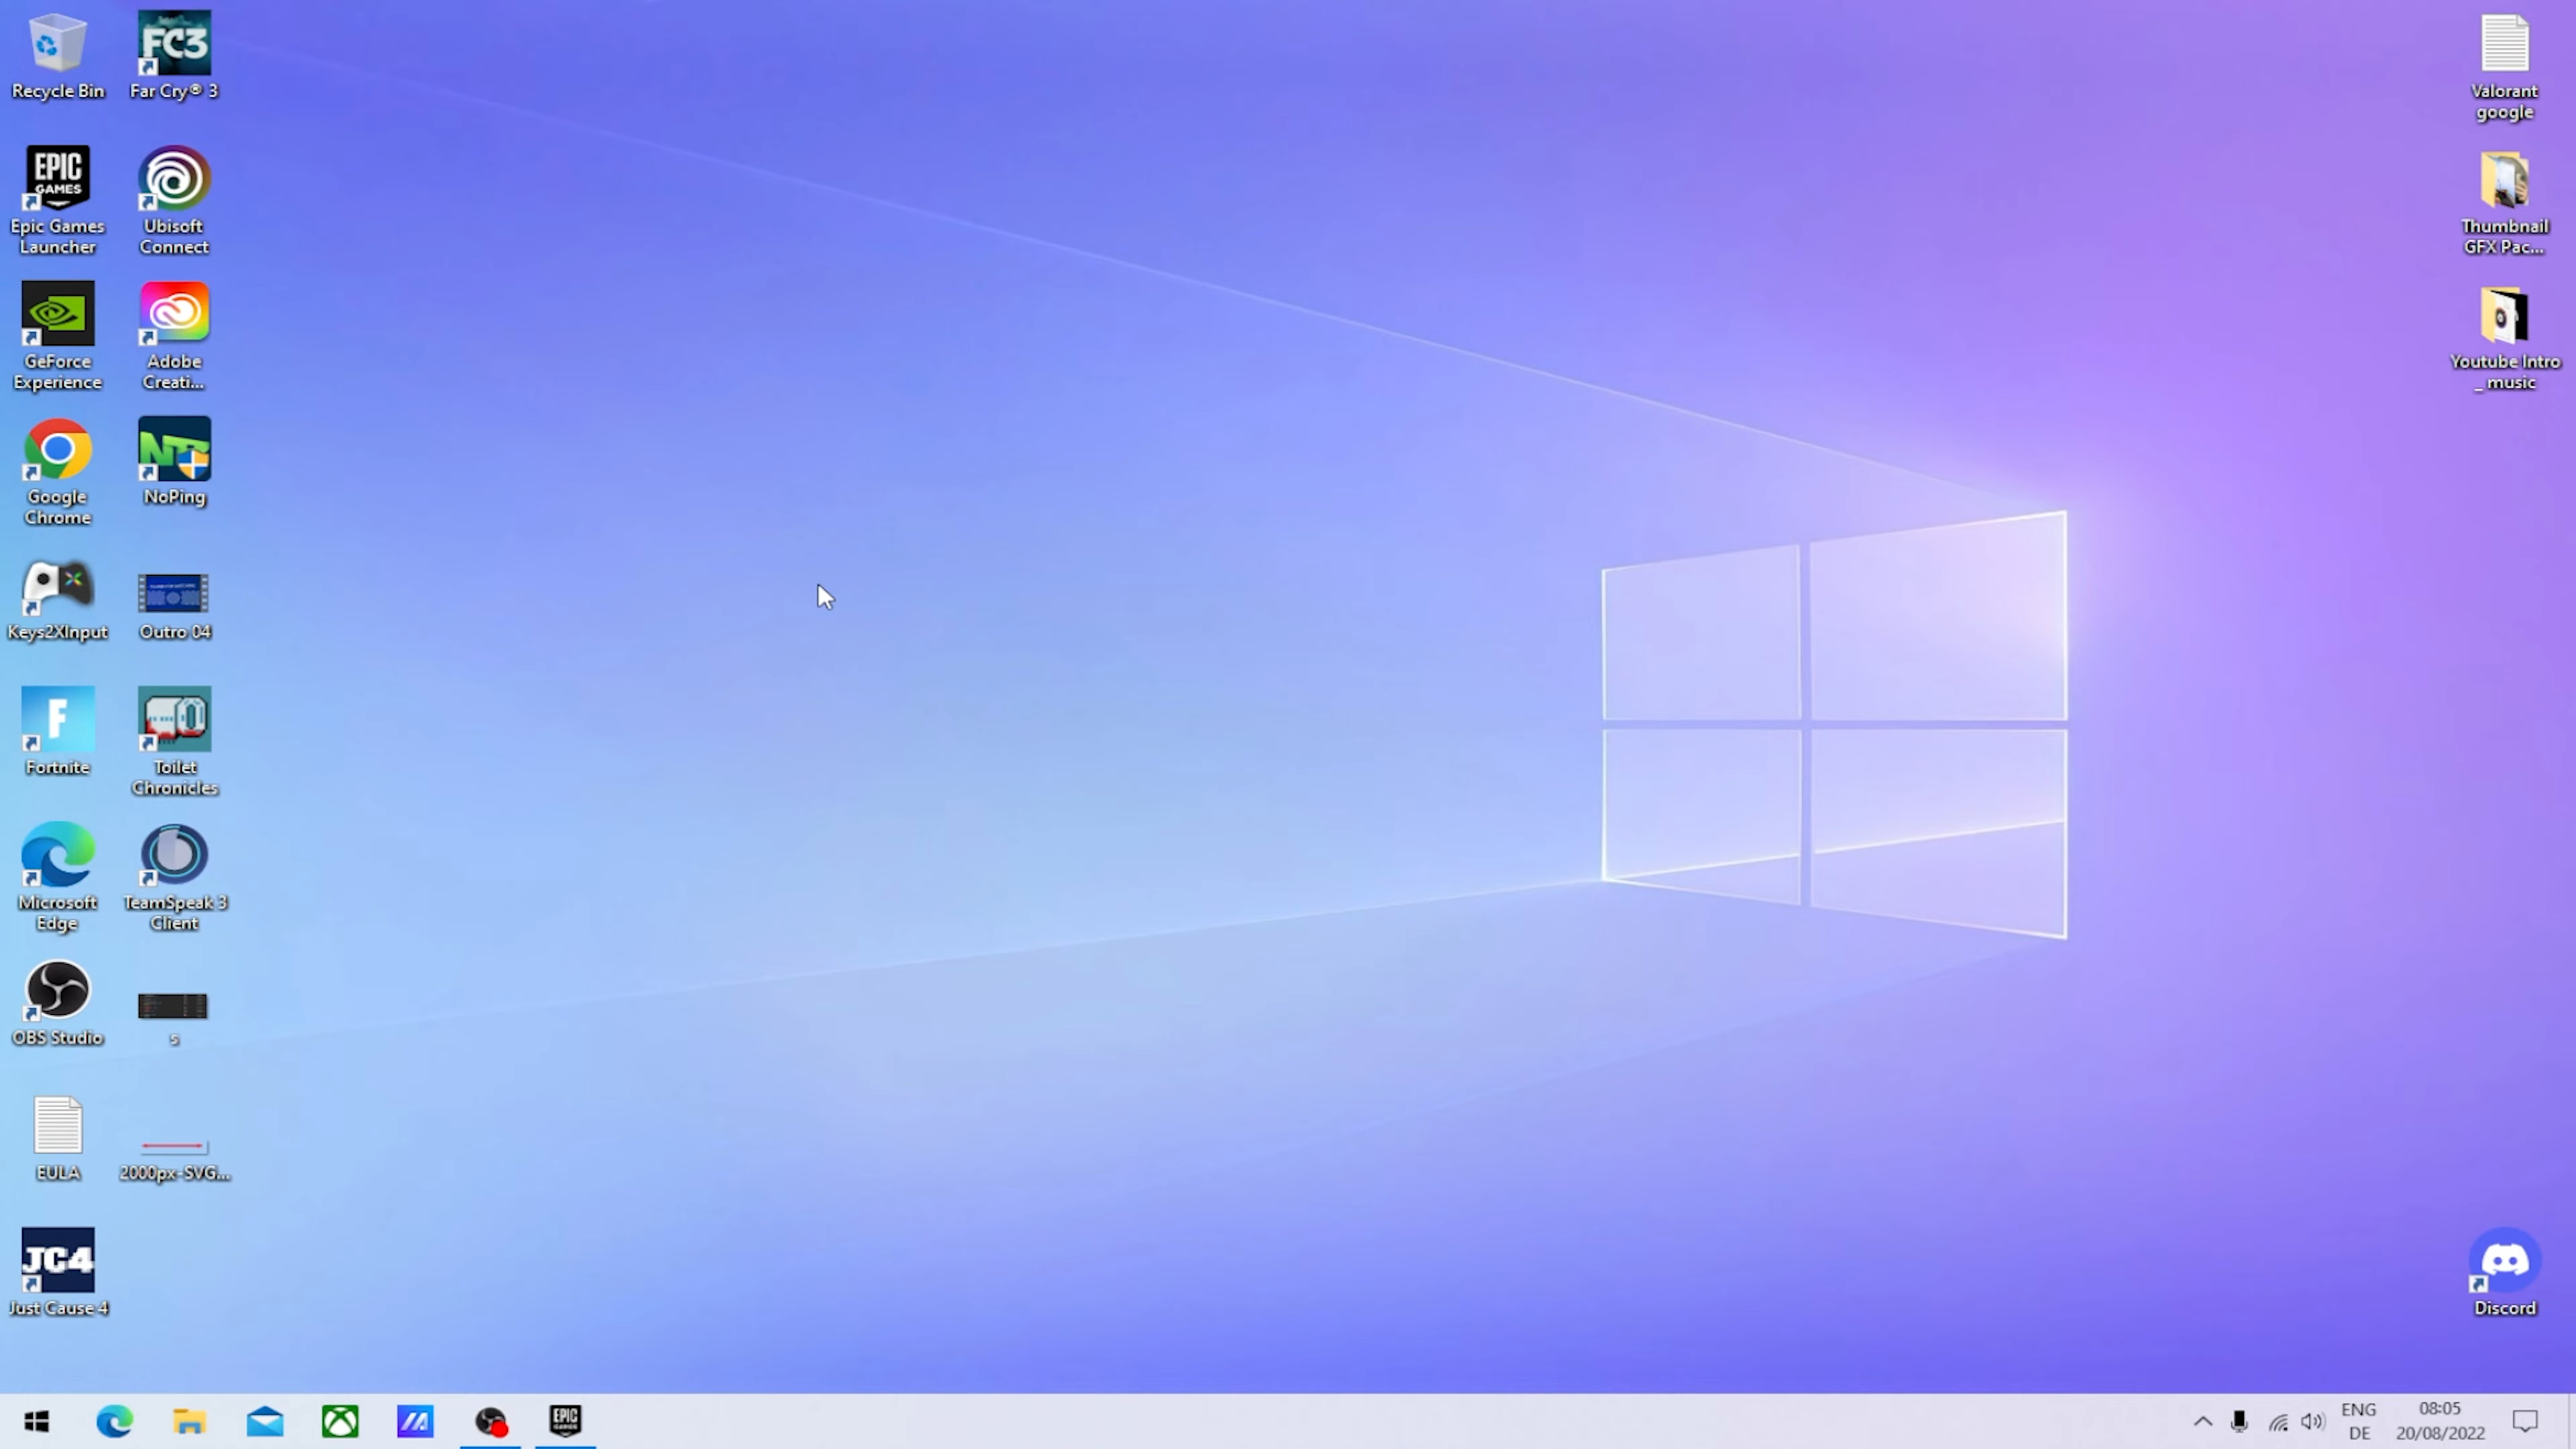 Recycle Bin
FC3
Far Cry® 3
EPIC
GAMES
Epic Games
Launcher
Ubisoft
Connect
GeForce
Experience
Adobe
Creati...
Google
Chrome
NoPing
Keys2XInput
Outro 04
F
Fortnite
Toilet
Chronicles
Microsoft
Edge
TeamSpeak 3
Client
OBS Studio
s
EULA
2000px-SVG...
JC4
Just Cause 4
Valorant
google
Thumbnail
GFX Pac...
Youtube Intro
_ music
Discord
EPIC
GAMES
ENG
DE
08:05
20/08/2022